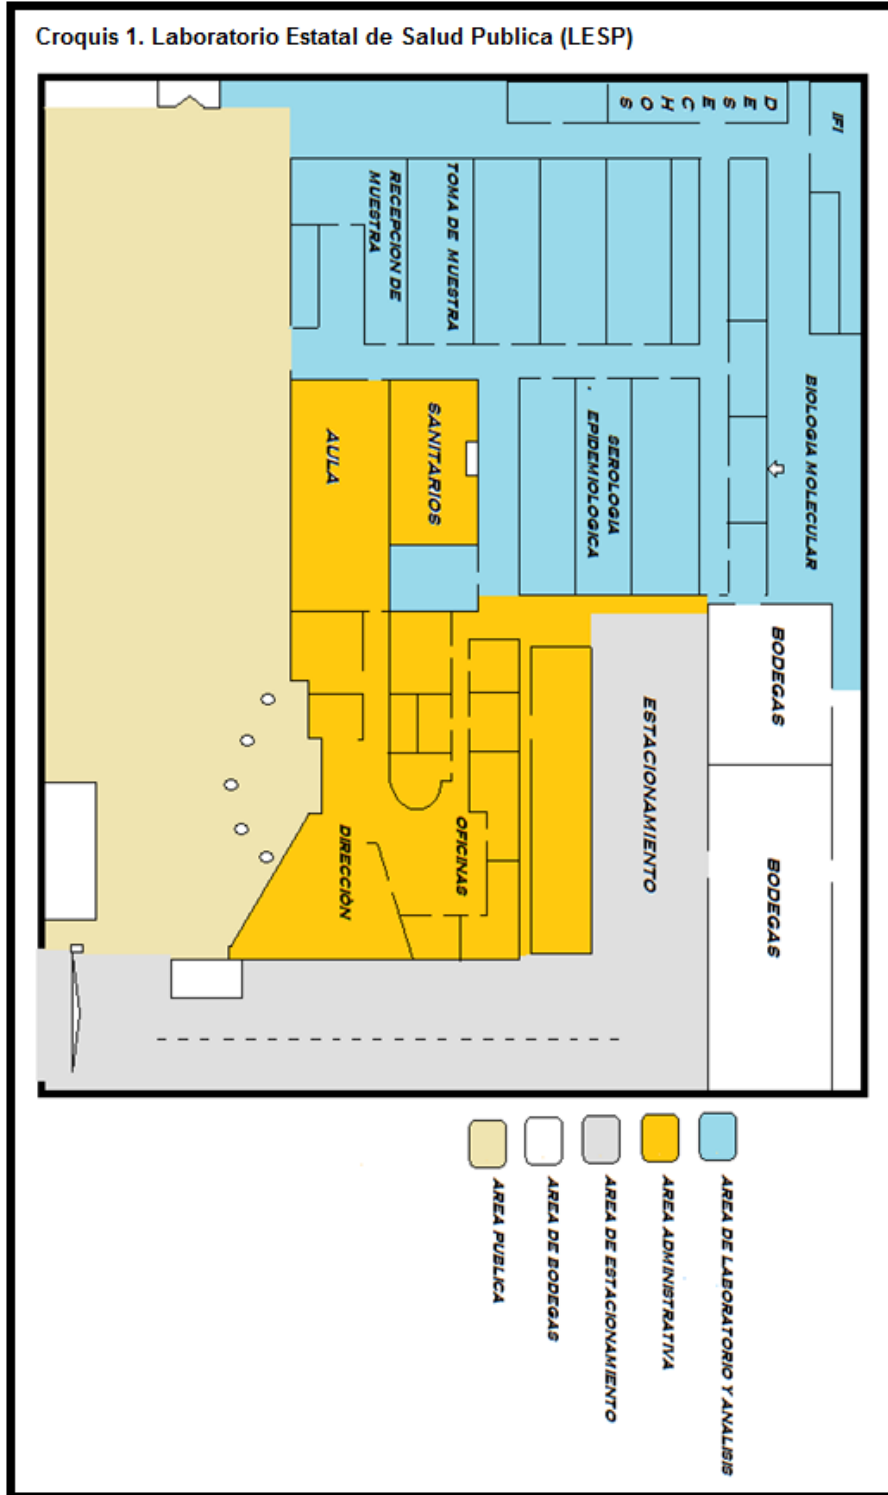 Croquis 1. Laboratorio Estatal de Salud Publica (LESP)
DESECHOS
IFI
TOMA DE MUESTRA
RECEPCION DE
MUESTRA
BIOLOGIA MOLECULAR
SEROLOGIA
EPIDEMIOLOGICA
SANITARIOS
AULA
BODEGAS
ESTACIONAMIENTO
BODEGAS
OFICINAS
DIRECCIÒN
AREA DE LABORATORIO Y ANALISIS
AREA ADMINISTRATIVA
AREA DE ESTACIONAMIENTO
AREA DE BODEGAS
AREA PUBLICA